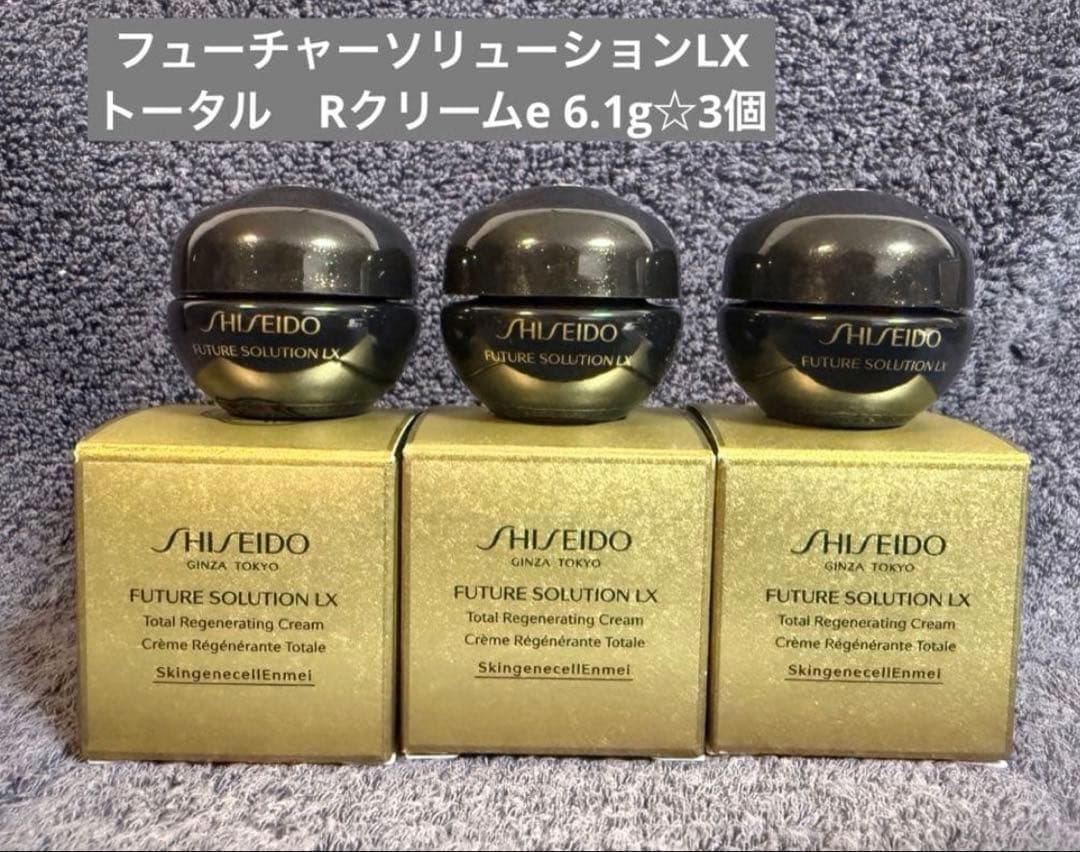 フューチャーソリューションLX
トータル　Rクリームe 6.1g☆3個
SHISEIDO
FUTURE SOLUTION LX
SHISEIDO
FUTURE SOLUTION LX
SHISEIDO
FUTURE SOLUTION LX
SHISEIDO
GINZA TOKYO
FUTURE SOLUTION LX
Total Regenerating Cream
Crème Régénérante Totale
SkingenecellEnmei
SHISEIDO
GINZA TOKYO
FUTURE SOLUTION LX
Total Regenerating Cream
Crème Régénérante Totale
SkingenecellEnmei
SHISEIDO
GINZA TOKYO
FUTURE SOLUTION LX
Total Regenerating Cream
Crème Régénérante Totale
SkingenecellEnmei